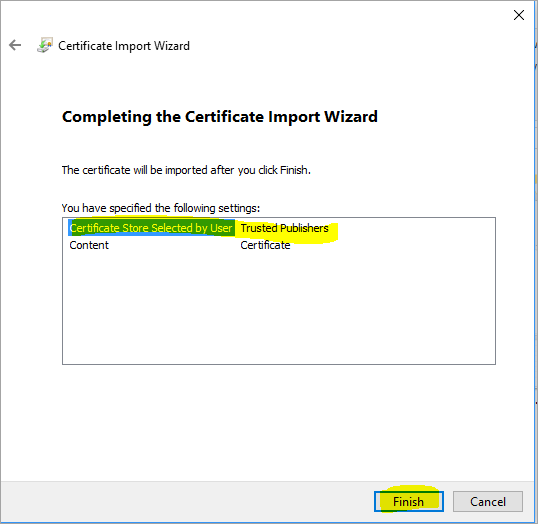 Certificate Import Wizard
Completing the Certificate Import Wizard
The certificate will be imported after you click Finish.
You have specified the following settings:
Certificate Store Selected by User Trusted Publishers
Content Certificate
Finish Cancel